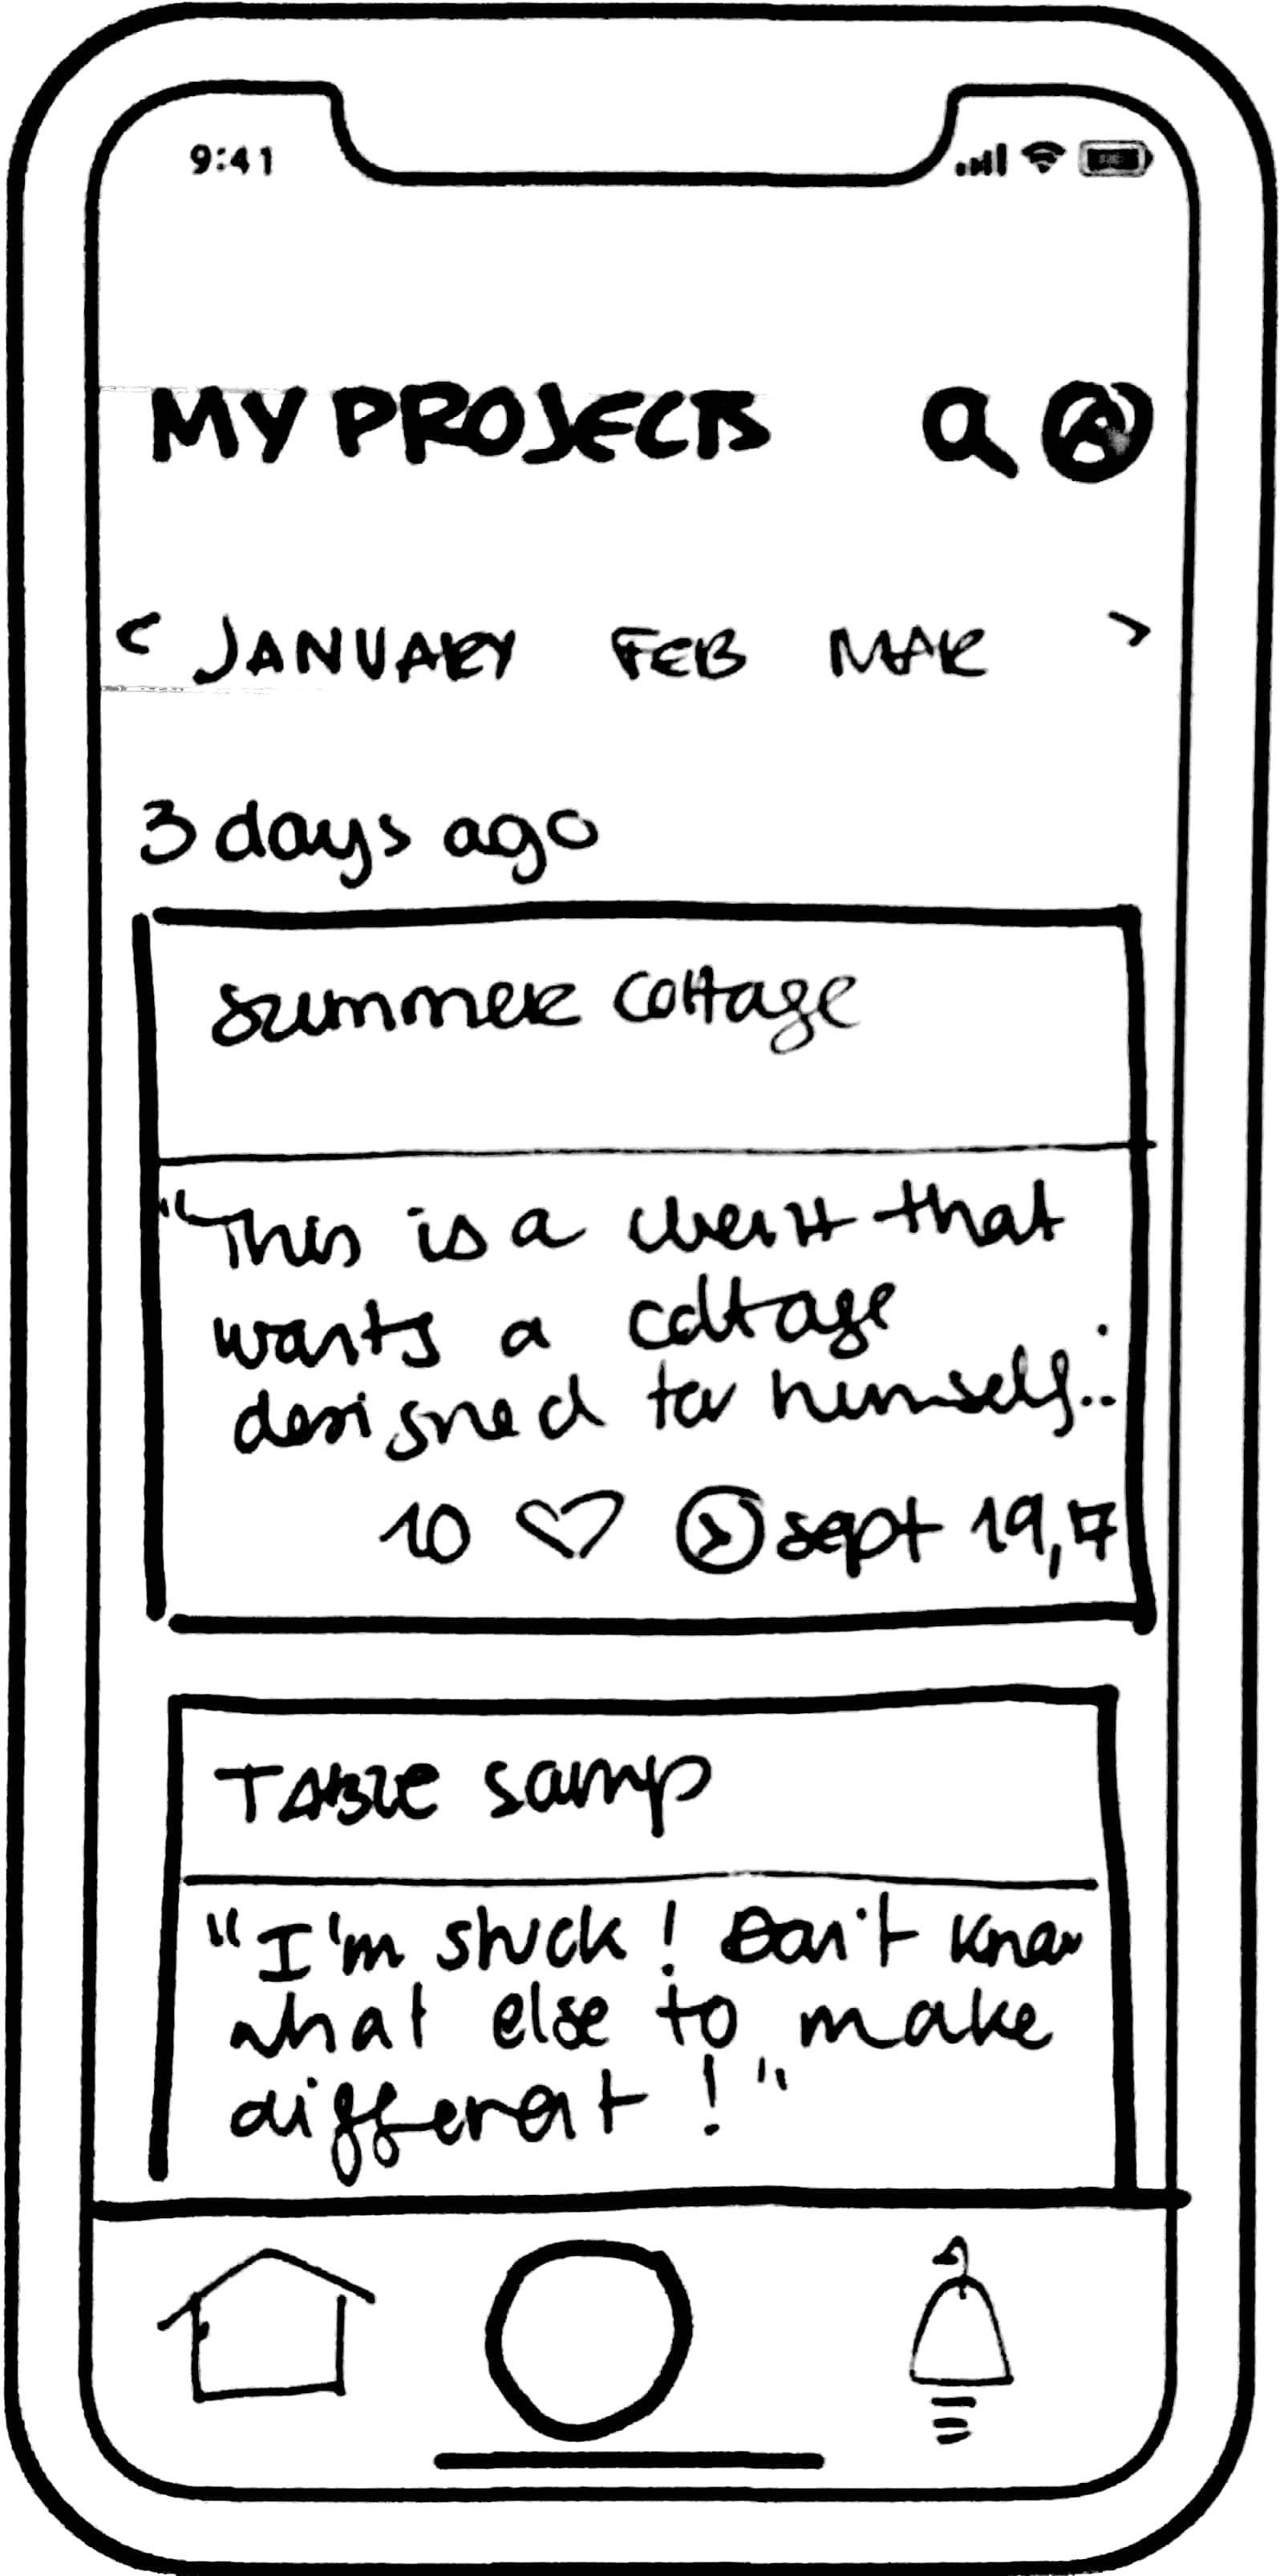 9:41
MY PROJECTS
< JANUARY FEB MAR >
3 days ago
summer cottage
"This is a client that
wants a cottage
designed for himself...
10 ♡ sept 19, 17
TABLE samp
"I'm stuck! Don't know
what else to make
different!"